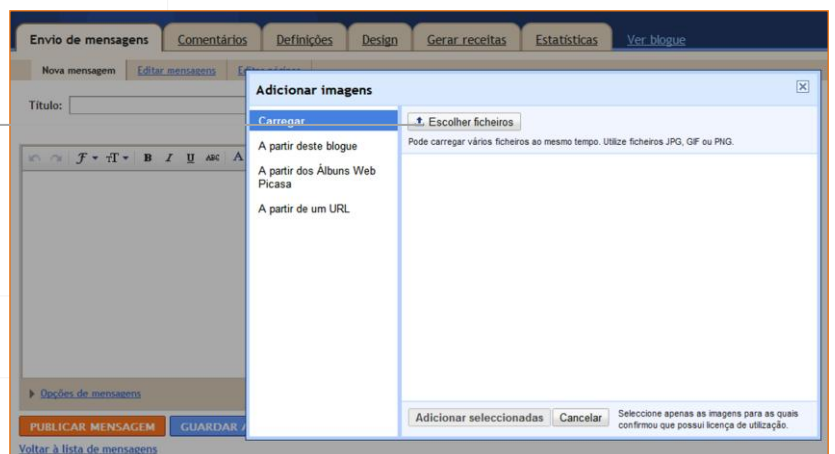 Envio de mensagens Comentários Definições Design Gerar receitas Estatísticas Ver blogue
Nova mensagem Editar mensagens
Adicionar imagens
Título:
Carregar
Escolher ficheiros
Pode carregar vários ficheiros ao mesmo tempo. Utilize ficheiros JPG, GIF ou PNG.
A partir deste blogue
A partir dos Álbuns Web
Picasa
A partir de um URL
B I U ABC A
Opções de mensagens
PUBLICAR MENSAGEM GUARDAR
Adicionar seleccionadas Cancelar
Seleccione apenas as imagens para as quais
confirmou que possui licença de utilização.
Voltar à lista de mensagens